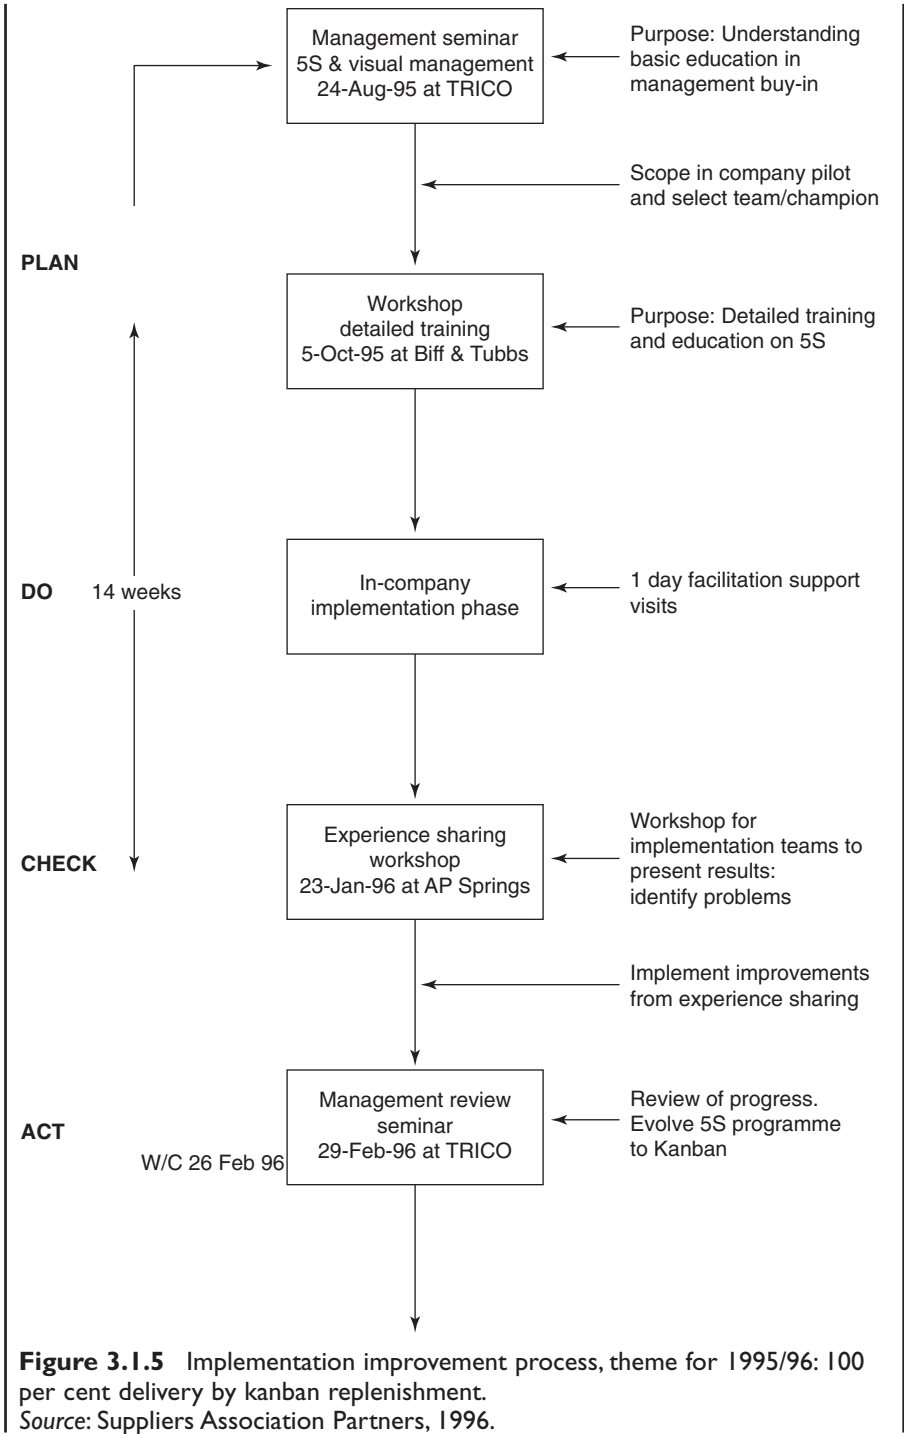 Management seminar
5S & visual management
24-Aug-95 at TRICO
Purpose: Understanding
basic education in
management buy-in
Scope in company pilot
and select team/champion
PLAN
Workshop
detailed training
5-Oct-95 at Biff & Tubbs
Purpose: Detailed training
and education on 5S
DO
14 weeks
In-company
implementation phase
1 day facilitation support
visits
CHECK
Experience sharing
workshop
23-Jan-96 at AP Springs
Workshop for
implementation teams to
present results:
identify problems
Implement improvements
from experience sharing
ACT
Management review
seminar
29-Feb-96 at TRICO
W/C 26 Feb 96
Review of progress.
Evolve 5S programme
to Kanban
Figure 3.1.5 Implementation improvement process, theme for 1995/96: 100
per cent delivery by kanban replenishment.
Source: Suppliers Association Partners, 1996.